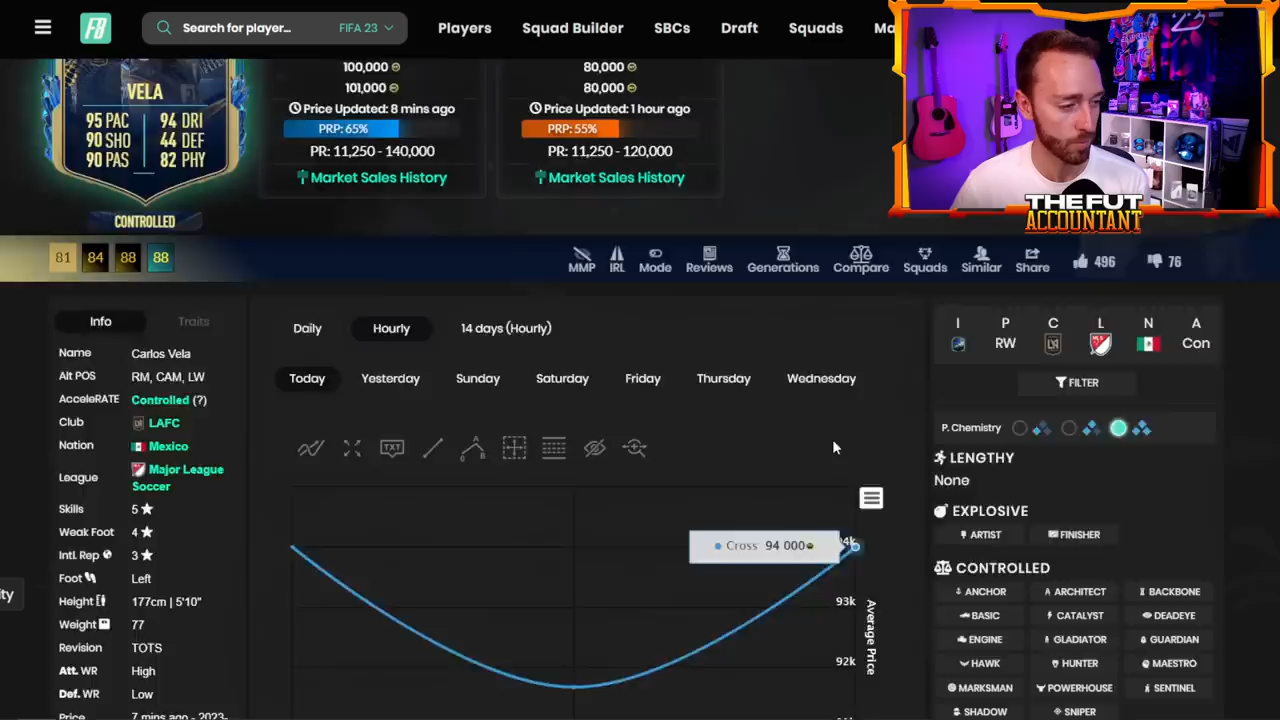 FB
Search for player...
FIFA 23
Players
Squad Builder
SBCs
Draft
Squads
VELA
95 PAC
94 DRI
90 SHO
44 DEF
90 PAS
82 PHY
CONTROLLED
100,000
101,000
Price Updated: 8 mins ago
PRP: 65%
PR: 11,250 - 140,000
Market Sales History
80,000
80,000
Price Updated: 1 hour ago
PRP: 55%
PR: 11,250 - 120,000
Market Sales History
THE FUT
ACCOUNTANT
81 84 88 88
MMP
IRL
Mode
Reviews
Generations
Compare
Squads
Similar
Share
496
76
Info
Traits
Name Carlos Vela
Alt POS RM, CAM, LW
AcceleRATE Controlled (?)
Club LAFC
Nation Mexico
League Major League
Soccer
Skills 5
Weak Foot 4
Intl. Rep 3
Foot Left
Height 177cm | 5'10"
Weight 77
Revision TOTS
Att. WR High
Def. WR Low
Price 7 mins ago - 2023-
Daily
Hourly
14 days (Hourly)
Today
Yesterday
Sunday
Saturday
Friday
Thursday
Wednesday
TXT
Cross 94 000
93k
92k
Average Price
I P C L N A
RW
Con
FILTER
P. Chemistry
LENGTHY
None
EXPLOSIVE
ARTIST
FINISHER
CONTROLLED
ANCHOR
ARCHITECT
BACKBONE
BASIC
CATALYST
DEADEYE
ENGINE
GLADIATOR
GUARDIAN
HAWK
HUNTER
MAESTRO
MARKSMAN
POWERHOUSE
SENTINEL
SHADOW
SNIPER